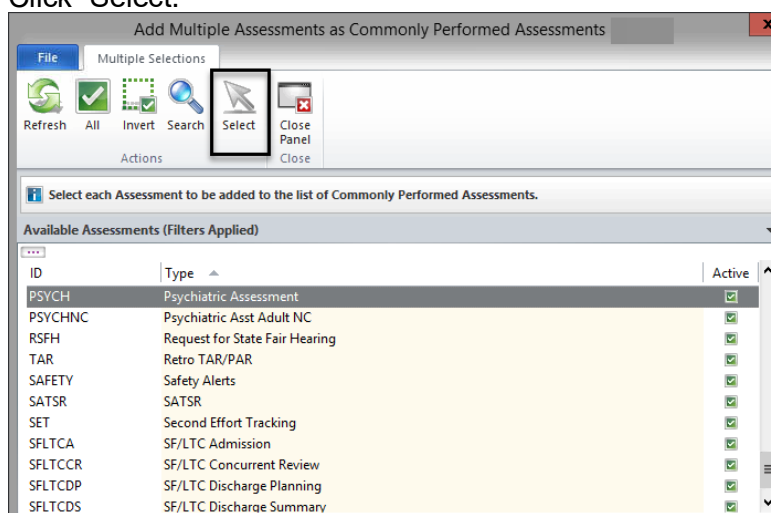 Click "Select."
Add Multiple Assessments as Commonly Performed Assessments
x
File Multiple Selections
Refresh All Invert Search Select Close Panel
Actions Close
Select each Assessment to be added to the list of Commonly Performed Assessments.
Available Assessments (Filters Applied)
ID Type Active
PSYCH Psychiatric Assessment
PSYCHNC Psychiatric Asst Adult NC
RSFH Request for State Fair Hearing
TAR Retro TAR/PAR
SAFETY Safety Alerts
SATSR SATSR
SET Second Effort Tracking
SFLTCA SF/LTC Admission
SFLTCCR SF/LTC Concurrent Review
SFLTCDP SF/LTC Discharge Planning
SFLTCDS SF/LTC Discharge Summary